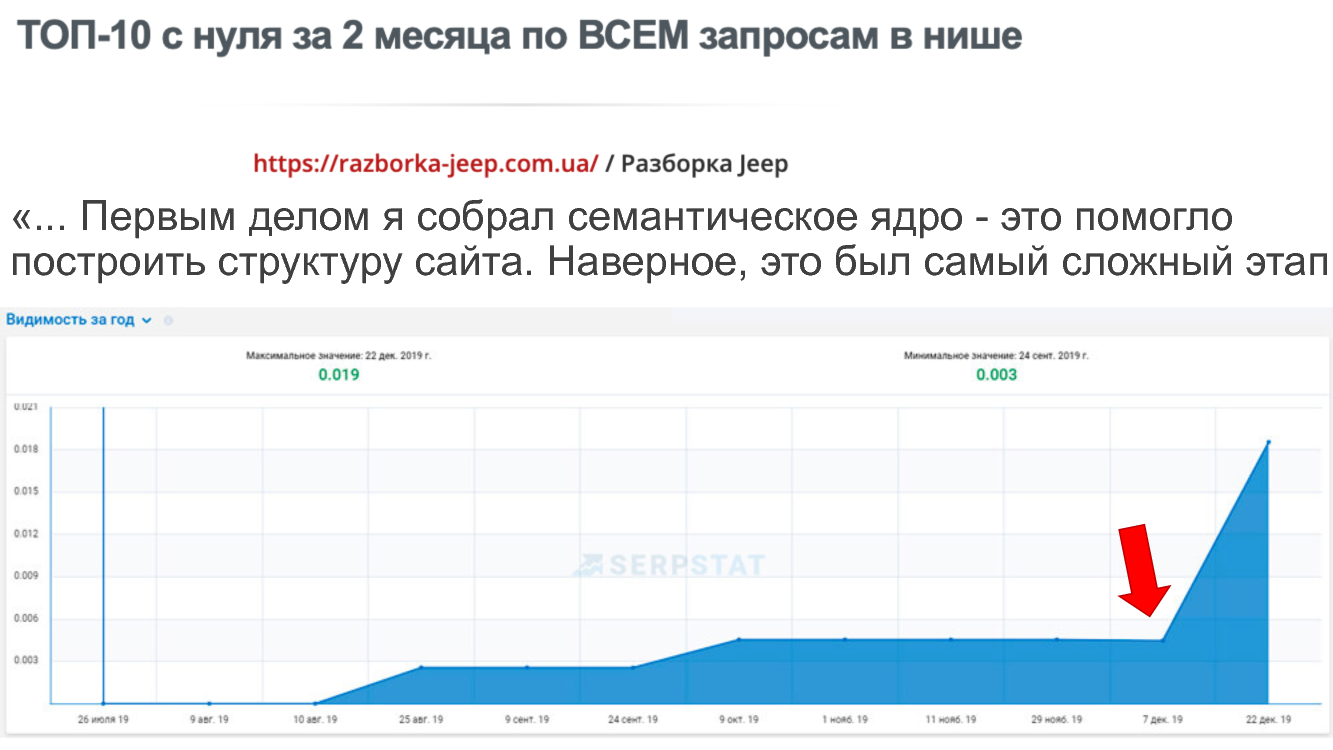 ТОП-10 с нуля за 2 месяца по ВСЕМ запросам в нише
https://razborka-jeep.com.ua/ / Разборка Jeep
«... Первым делом я собрал семантическое ядро - это помогло
построить структуру сайта. Наверное, это был самый сложный этап
Видимость за год
Максимальное значение: 22 дек. 2019 г.
0.019
Минимальное значение: 24 сент. 2019 г.
0.003
0.021
0.018
0.015
0.012
0.009
0.006
0.003
SERPSTAT
26 июля 19 9 авг. 19 10 авг. 19 25 авг. 19 9 сент. 19 24 сент. 19 9 окт. 19 1 нояб. 19 11 нояб. 19 29 нояб. 19 7 дек. 19 22 дек. 19